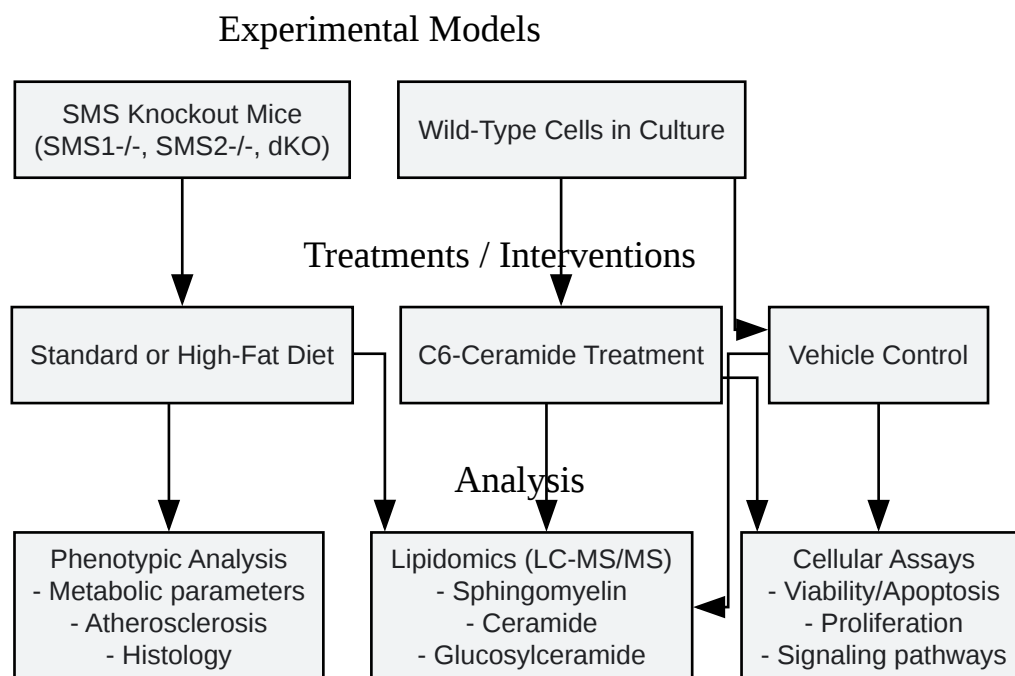 Experimental Models
SMS Knockout Mice
(SMS1-/-, SMS2-/-, dKO)
Wild-Type Cells in Culture
Treatments / Interventions
Standard or High-Fat Diet
C6-Ceramide Treatment
Vehicle Control
Analysis
Phenotypic Analysis
- Metabolic parameters
- Atherosclerosis
- Histology
Lipidomics (LC-MS/MS)
- Sphingomyelin
- Ceramide
- Glucosylceramide
Cellular Assays
- Viability/Apoptosis
- Proliferation
- Signaling pathways